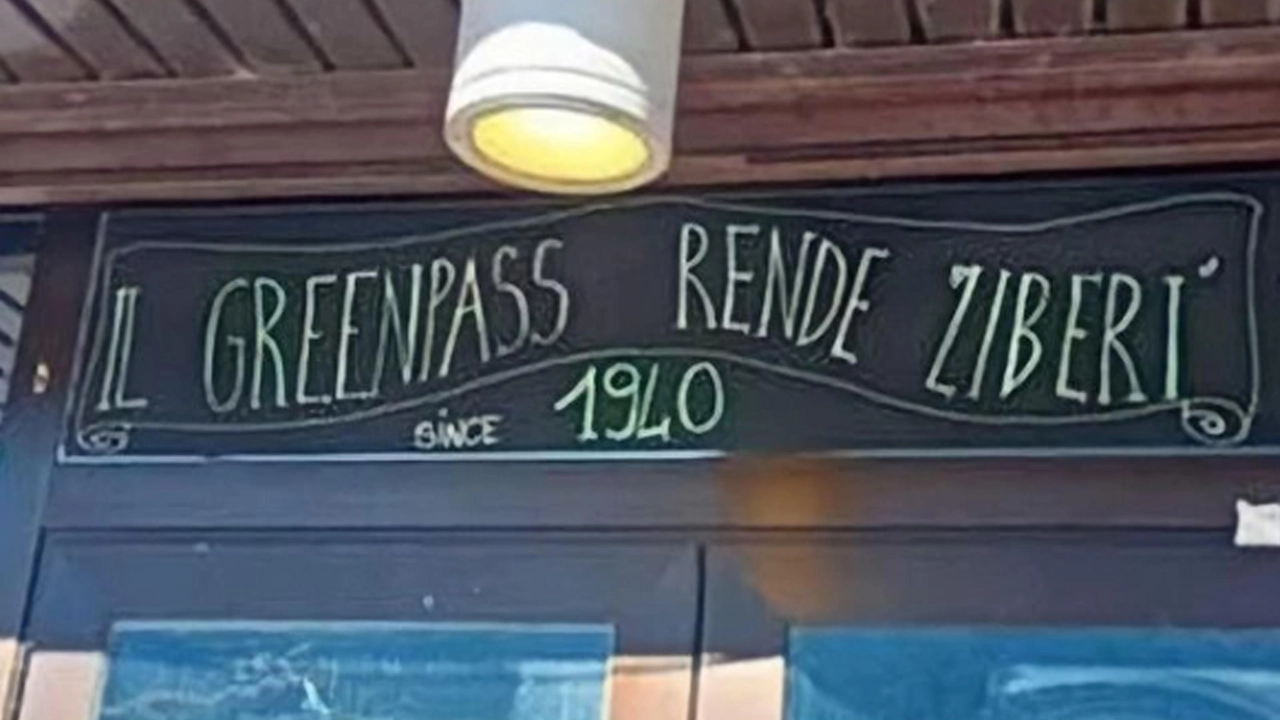 IL GREENPASS RENDE ZIBERI'
SINCE 1940